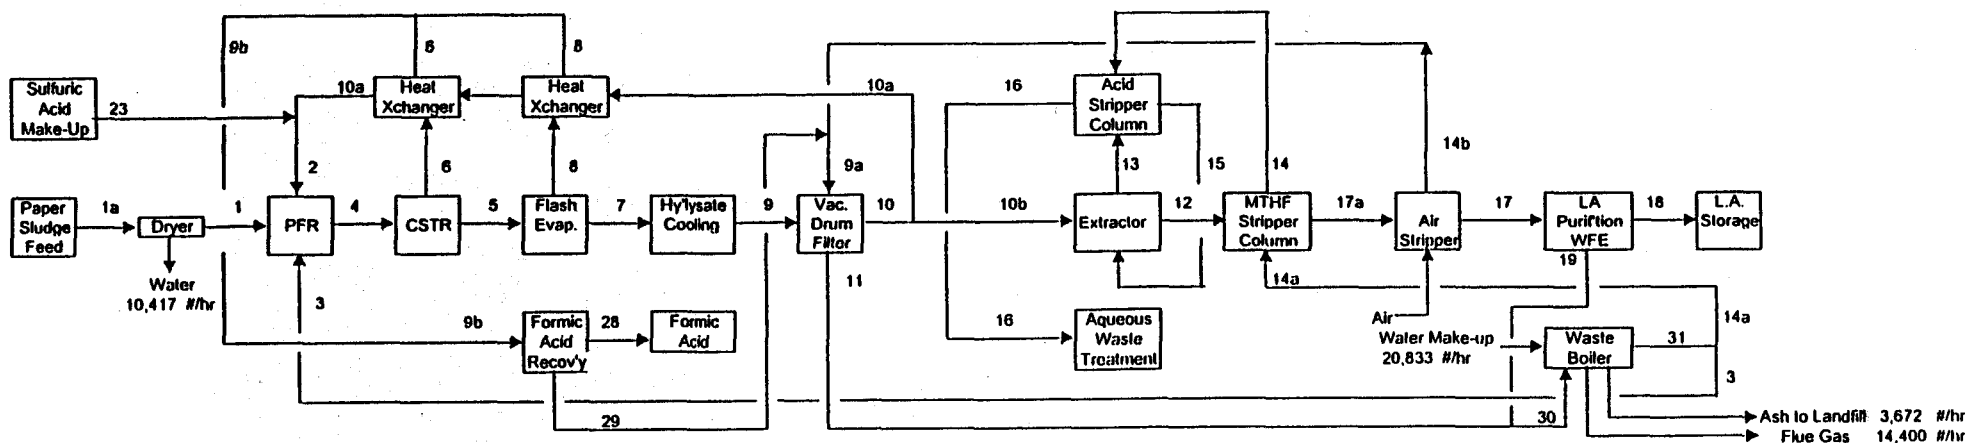 6
8
9b
Sulfuric
Acid
Make-Up
23
10a
Heat
Xchanger
Heat
Xchanger
10a
16
Acid
Stripper
Column
2
6
8
9a
13
15
14
14b
Paper
Sludge
Feed
1a
Dryer
1
PFR
4
CSTR
5
Flash
Evap.
7
Hy'lysate
Cooling
9
Vac.
Drum
Filtor
10
10b
Extractor
12
MTHF
Stripper
Column
17a
Air
Stripper
17
LA
Purif'tion
WFE
18
L.A.
Storage
Water
10,417 #/hr
3
11
14a
19
9b
Formic
Acid
Recov'y
28
Formic
Acid
16
Aqueous
Waste
Treatment
Air
Water Make-up
20,833 #/hr
Waste
Boiler
31
14a
3
29
30
Ash to Landfill 3,672 #/hr
Flue Gas 14,400 #/hr